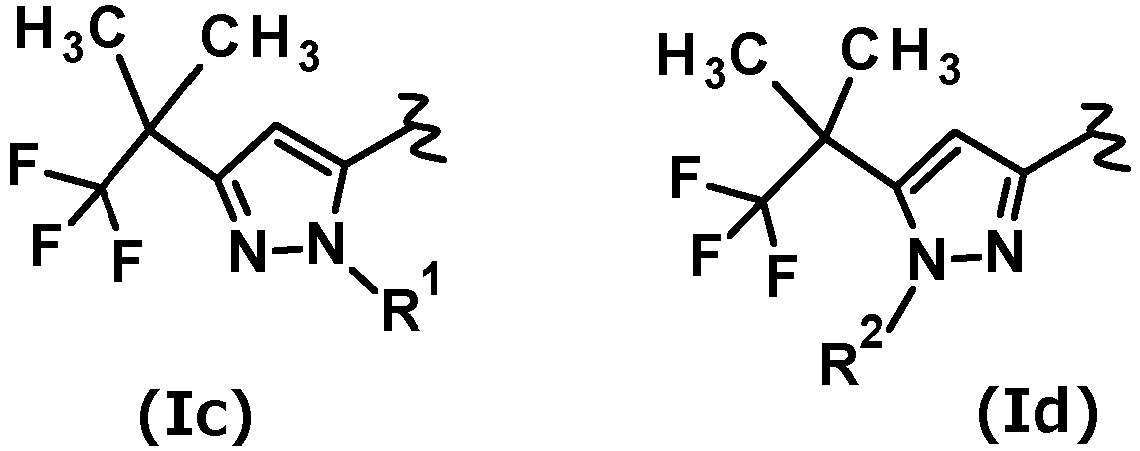 H3C CH3 H3C CH3
F F F N N R1 F F F N N R2
(Ic) (Id)